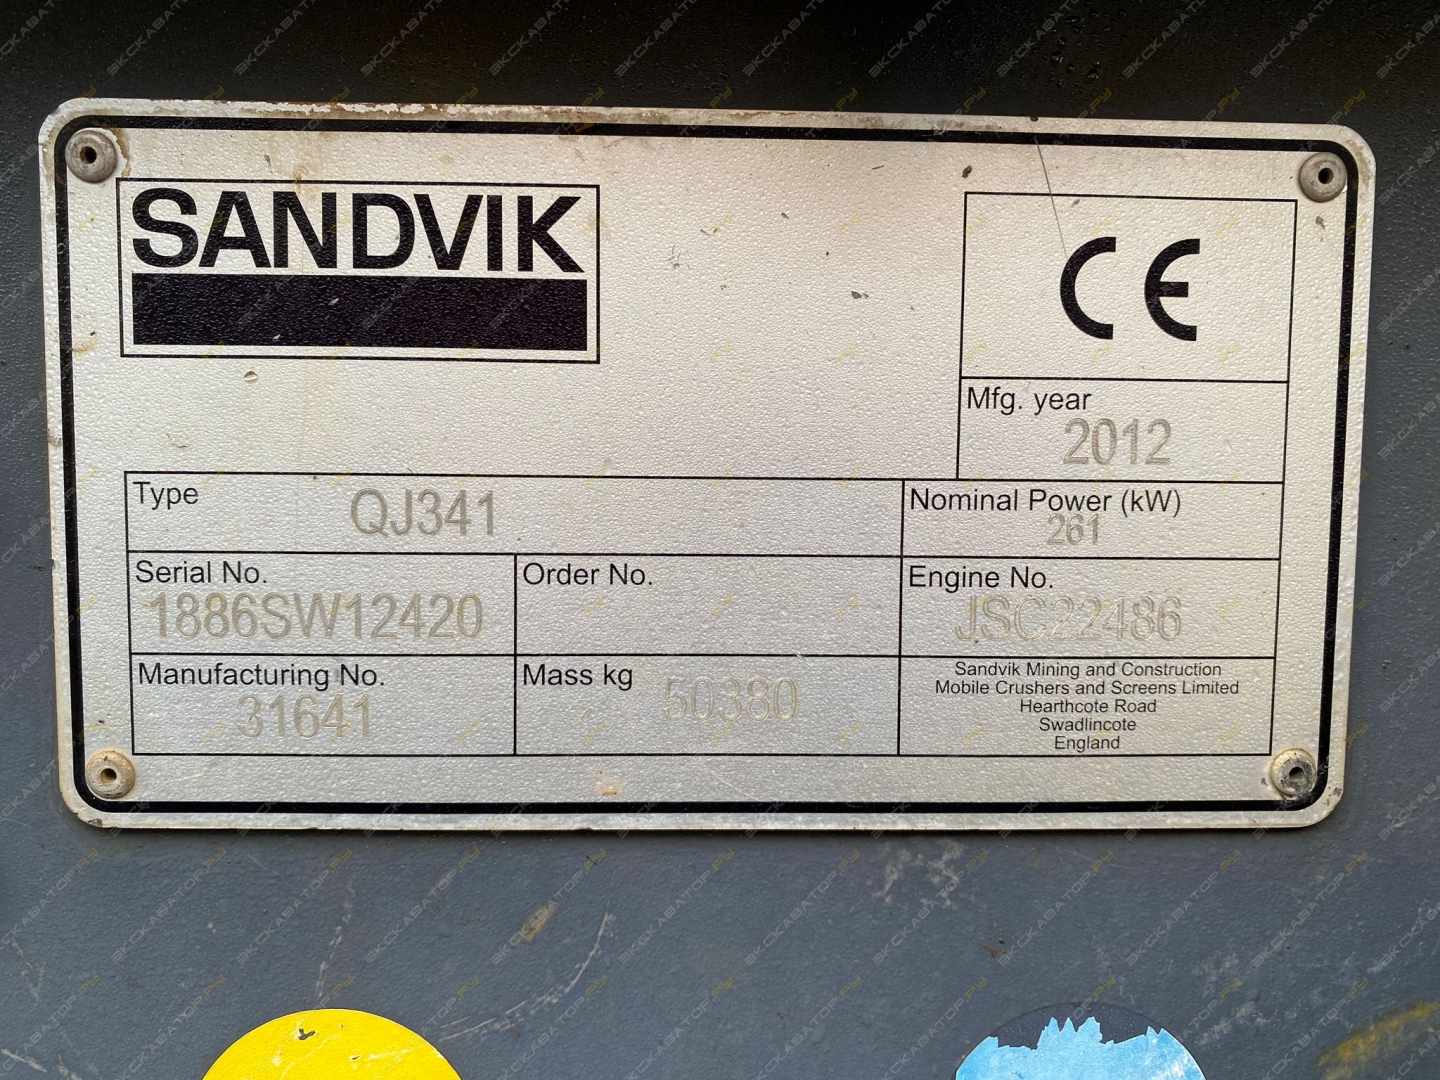 SANDVIK
CE
Mfg. year
2012
Type QJ341
Nominal Power (kW)
261
Serial No.
1886SW12420
Order No.
Engine No.
JSC22486
Manufacturing No.
31641
Mass kg 50380
Sandvik Mining and Construction
Mobile Crushers and Screens Limited
Hearthcote Road
Swadlincote
England
ЭКСКАВАТОР.РУ